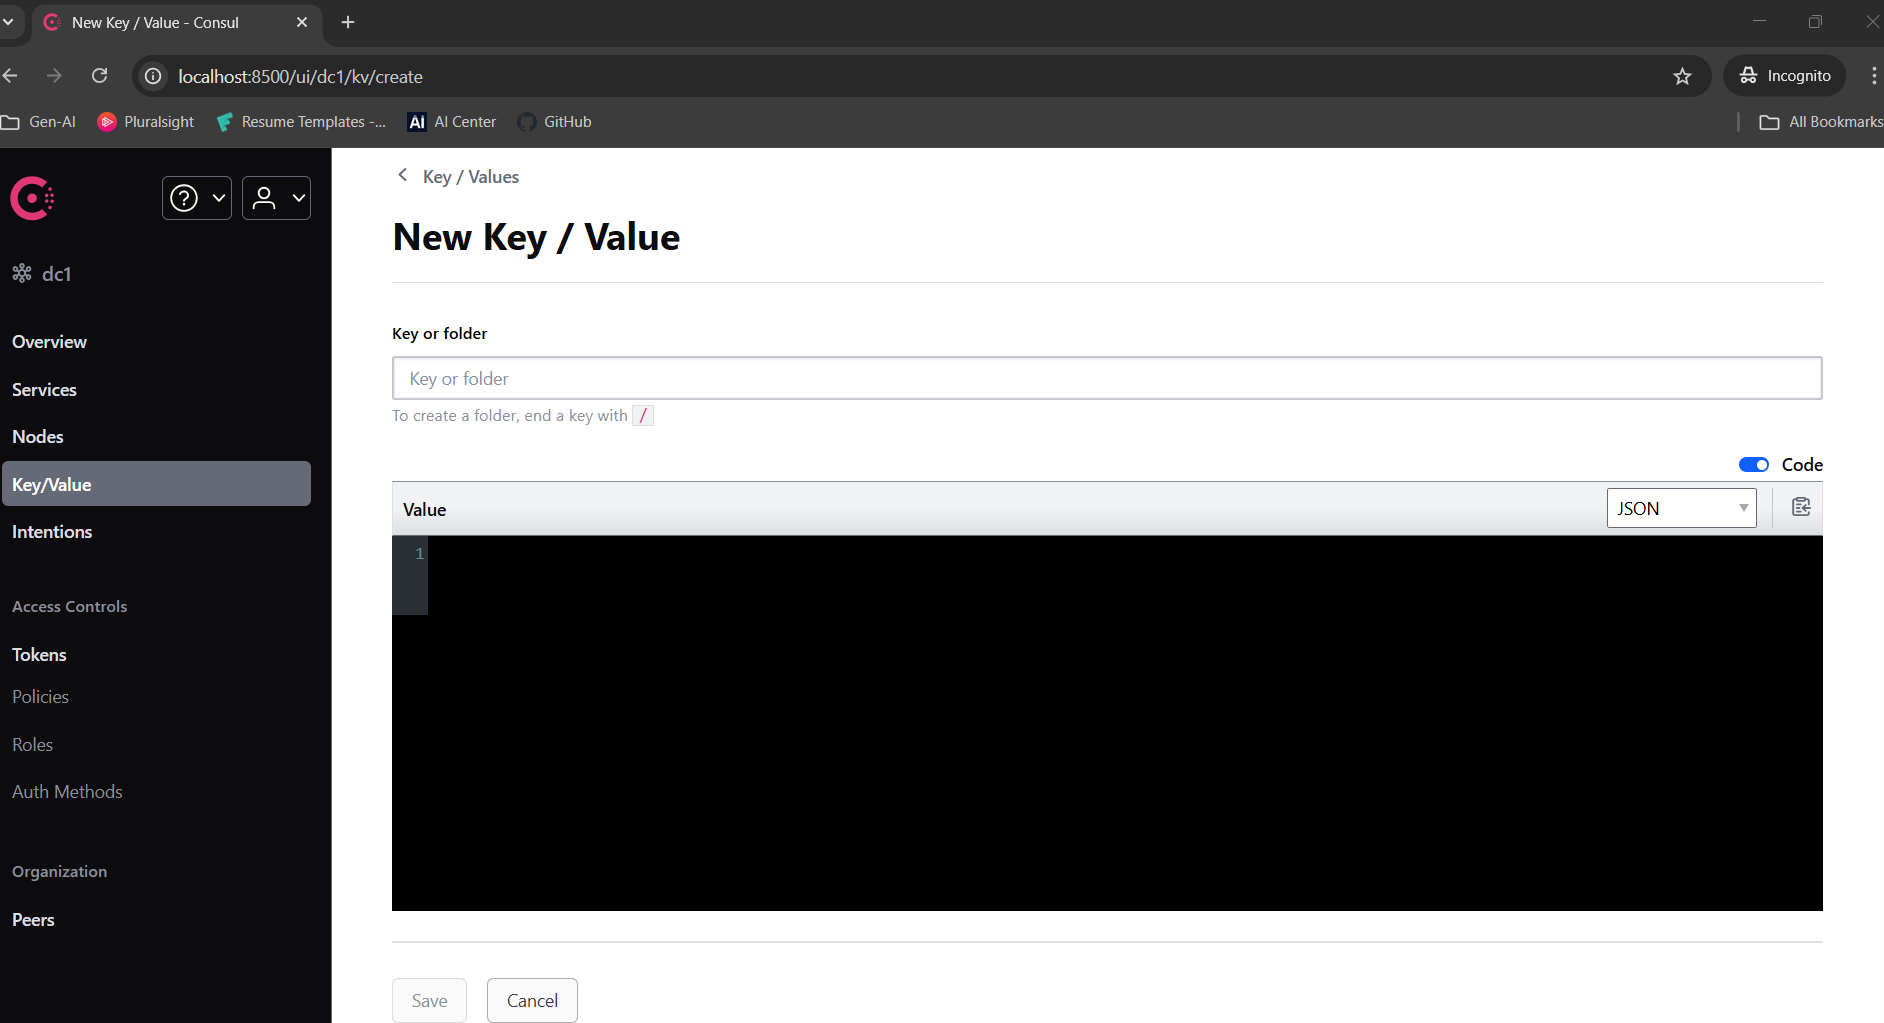 New Key / Value - Consul
localhost:8500/ui/dc1/kv/create
Incognito
Gen-AI
Pluralsight
Resume Templates -...
AI
AI Center
GitHub
All Bookmarks
dc1
Overview
Services
Nodes
Key/Value
Intentions
Access Controls
Tokens
Policies
Roles
Auth Methods
Organization
Peers
Key / Values
New Key / Value
Key or folder
Key or folder
To create a folder, end a key with /
Code
Value
JSON
1
Save
Cancel